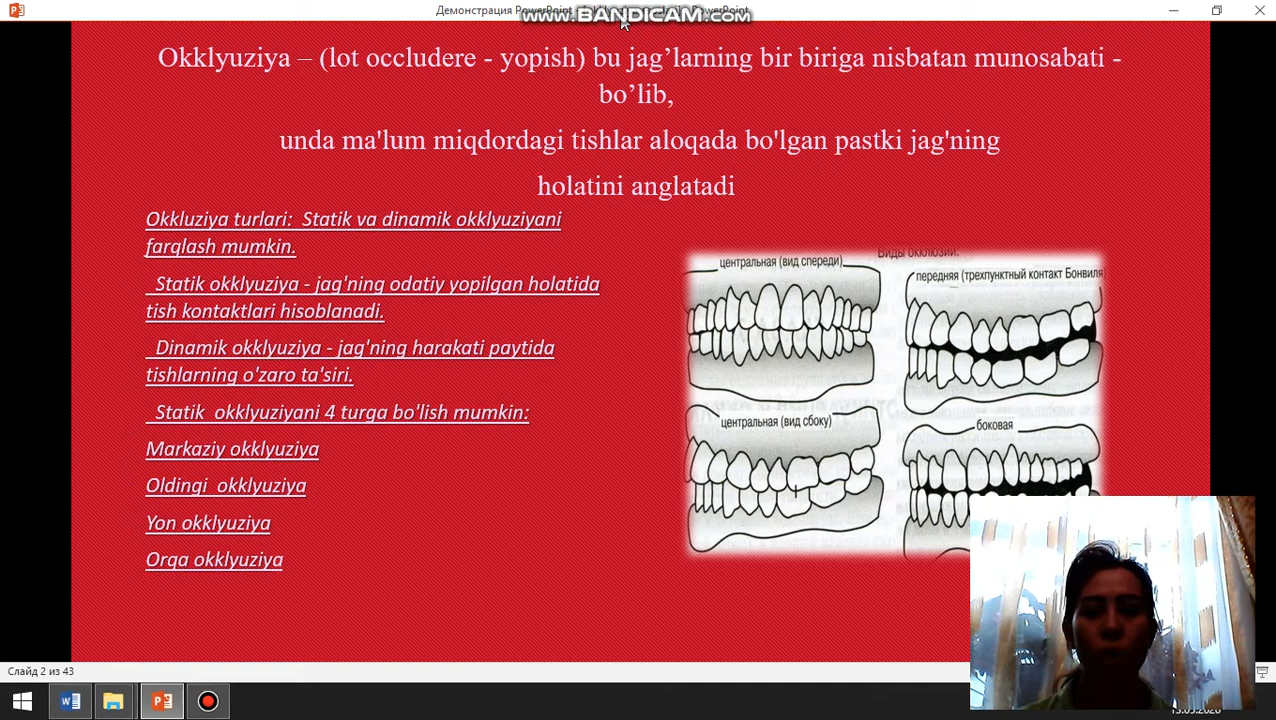 Демонстрация PowerPoint
www.BANDICAM.com
PowerPoint
Okklyuziya – (lot occludere - yopish) bu jag’larning bir biriga nisbatan munosabati -
bo’lib,
unda ma'lum miqdordagi tishlar aloqada bo'lgan pastki jag'ning
holatini anglatadi
Okkluziya turlari: Statik va dinamik okklyuziyani
farqlash mumkin.
Statik okklyuziya - jag'ning odatiy yopilgan holatida
tish kontaktlari hisoblanadi.
Dinamik okklyuziya - jag'ning harakati paytida
tishlarning o'zaro ta'siri.
Statik okklyuziyani 4 turga bo'lish mumkin:
Markaziy okklyuziya
Oldingi okklyuziya
Yon okklyuziya
Orqa okklyuziya
Виды окклюзии:
центральная (вид спереди)
передняя (трехпунктный контакт Бонвиля
центральная (вид сбоку)
боковая
Слайд 2 из 43